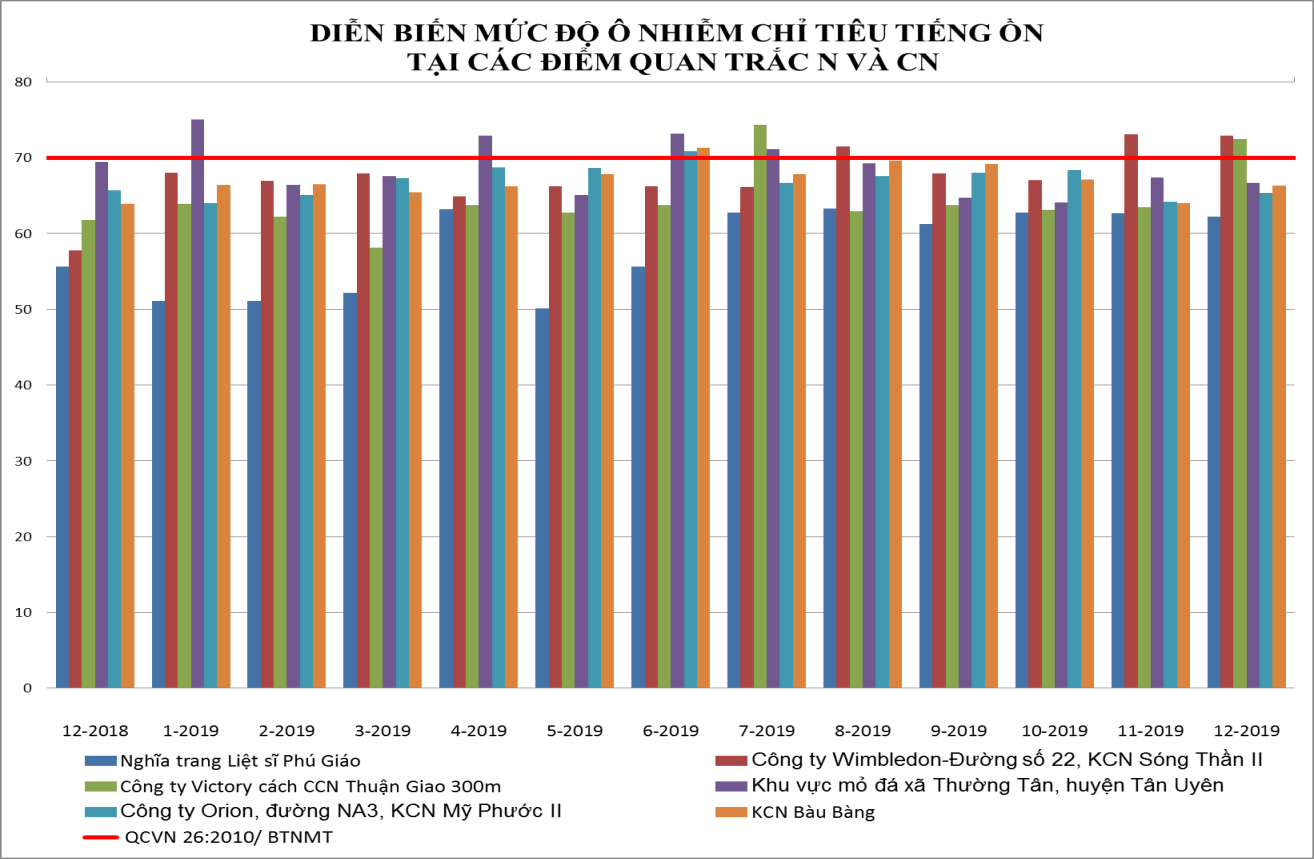 DIỄN BIẾN MỨC ĐỘ Ô NHIỄM CHỈ TIÊU TIẾNG ỒN
TẠI CÁC ĐIỂM QUAN TRẮC N VÀ CN
80
70
60
50
40
30
20
10
0
12-2018 1-2019 2-2019 3-2019 4-2019 5-2019 6-2019 7-2019 8-2019 9-2019 10-2019 11-2019 12-2019
Nghĩa trang Liệt sĩ Phú Giáo
Công ty Wimbledon-Đường số 22, KCN Sóng Thần II
Công ty Victory cách CCN Thuận Giao 300m
Khu vực mỏ đá xã Thường Tân, huyện Tân Uyên
Công ty Orion, đường NA3, KCN Mỹ Phước II
KCN Bàu Bàng
QCVN 26:2010/ BTNMT